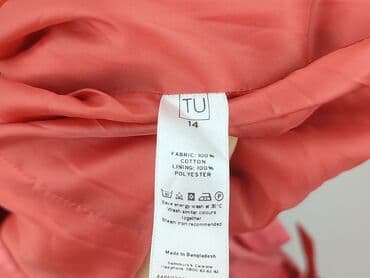 TU
14
FABRIC: 100%
COTTON
LINING: 100%
POLYESTER
Save energy wash at 30°C
Wash similar colours
together
Steam iron recommended
Made in Bangladesh